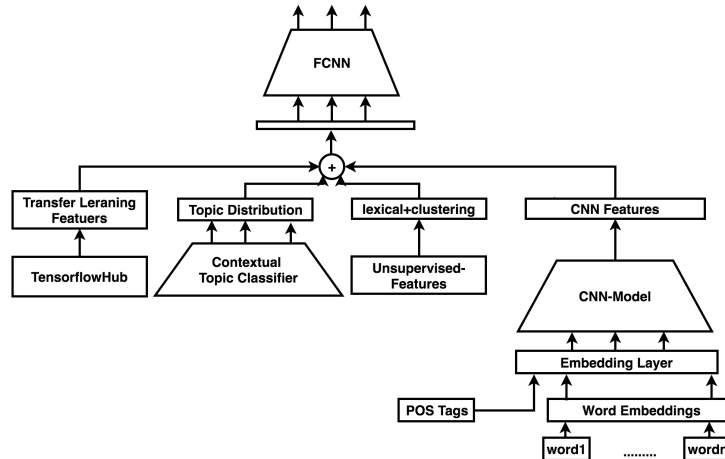 FCNN
+
Transfer Leraning
Featuers
Topic Distribution
lexical+clustering
CNN Features
TensorflowHub
Contextual
Topic Classifier
Unsupervised-
Features
CNN-Model
Embedding Layer
POS Tags
Word Embeddings
word1
.........
wordn